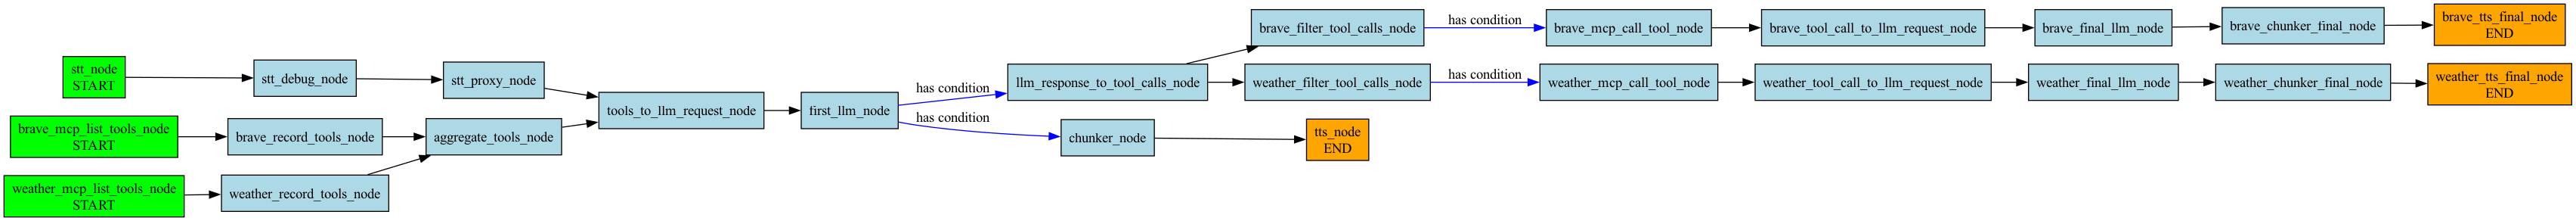 brave_filter_tool_calls_node
has condition
brave_mcp_call_tool_node
brave_tool_call_to_llm_request_node
brave_final_llm_node
brave_chunker_final_node
brave_tts_final_node
END
stt_node
START
stt_debug_node
stt_proxy_node
has condition
llm_response_to_tool_calls_node
weather_filter_tool_calls_node
has condition
weather_mcp_call_tool_node
weather_tool_call_to_llm_request_node
weather_final_llm_node
weather_chunker_final_node
weather_tts_final_node
END
tools_to_llm_request_node
first_llm_node
has condition
brave_mcp_list_tools_node
START
brave_record_tools_node
aggregate_tools_node
chunker_node
tts_node
END
weather_mcp_list_tools_node
START
weather_record_tools_node